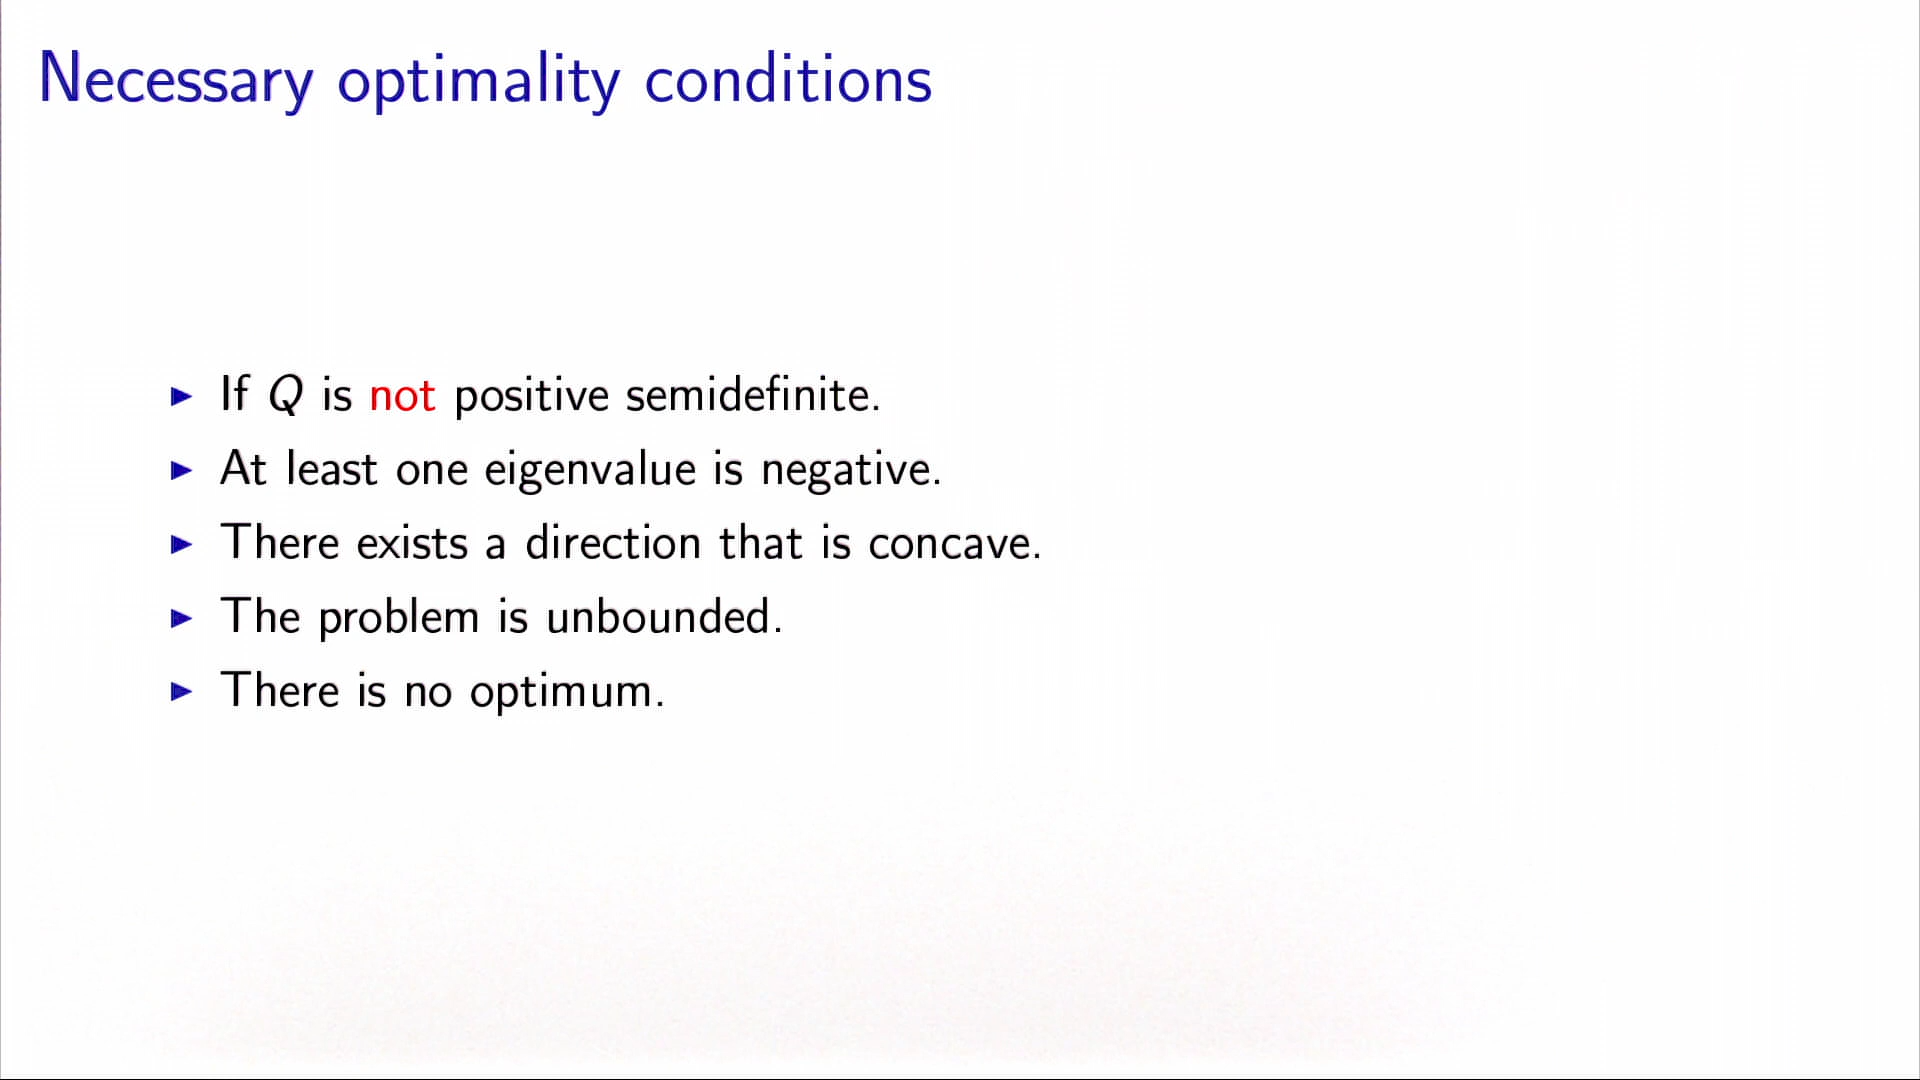 Necessary optimality conditions
▶ If Q is not positive semidefinite.
▶ At least one eigenvalue is negative.
▶ There exists a direction that is concave.
▶ The problem is unbounded.
▶ There is no optimum.